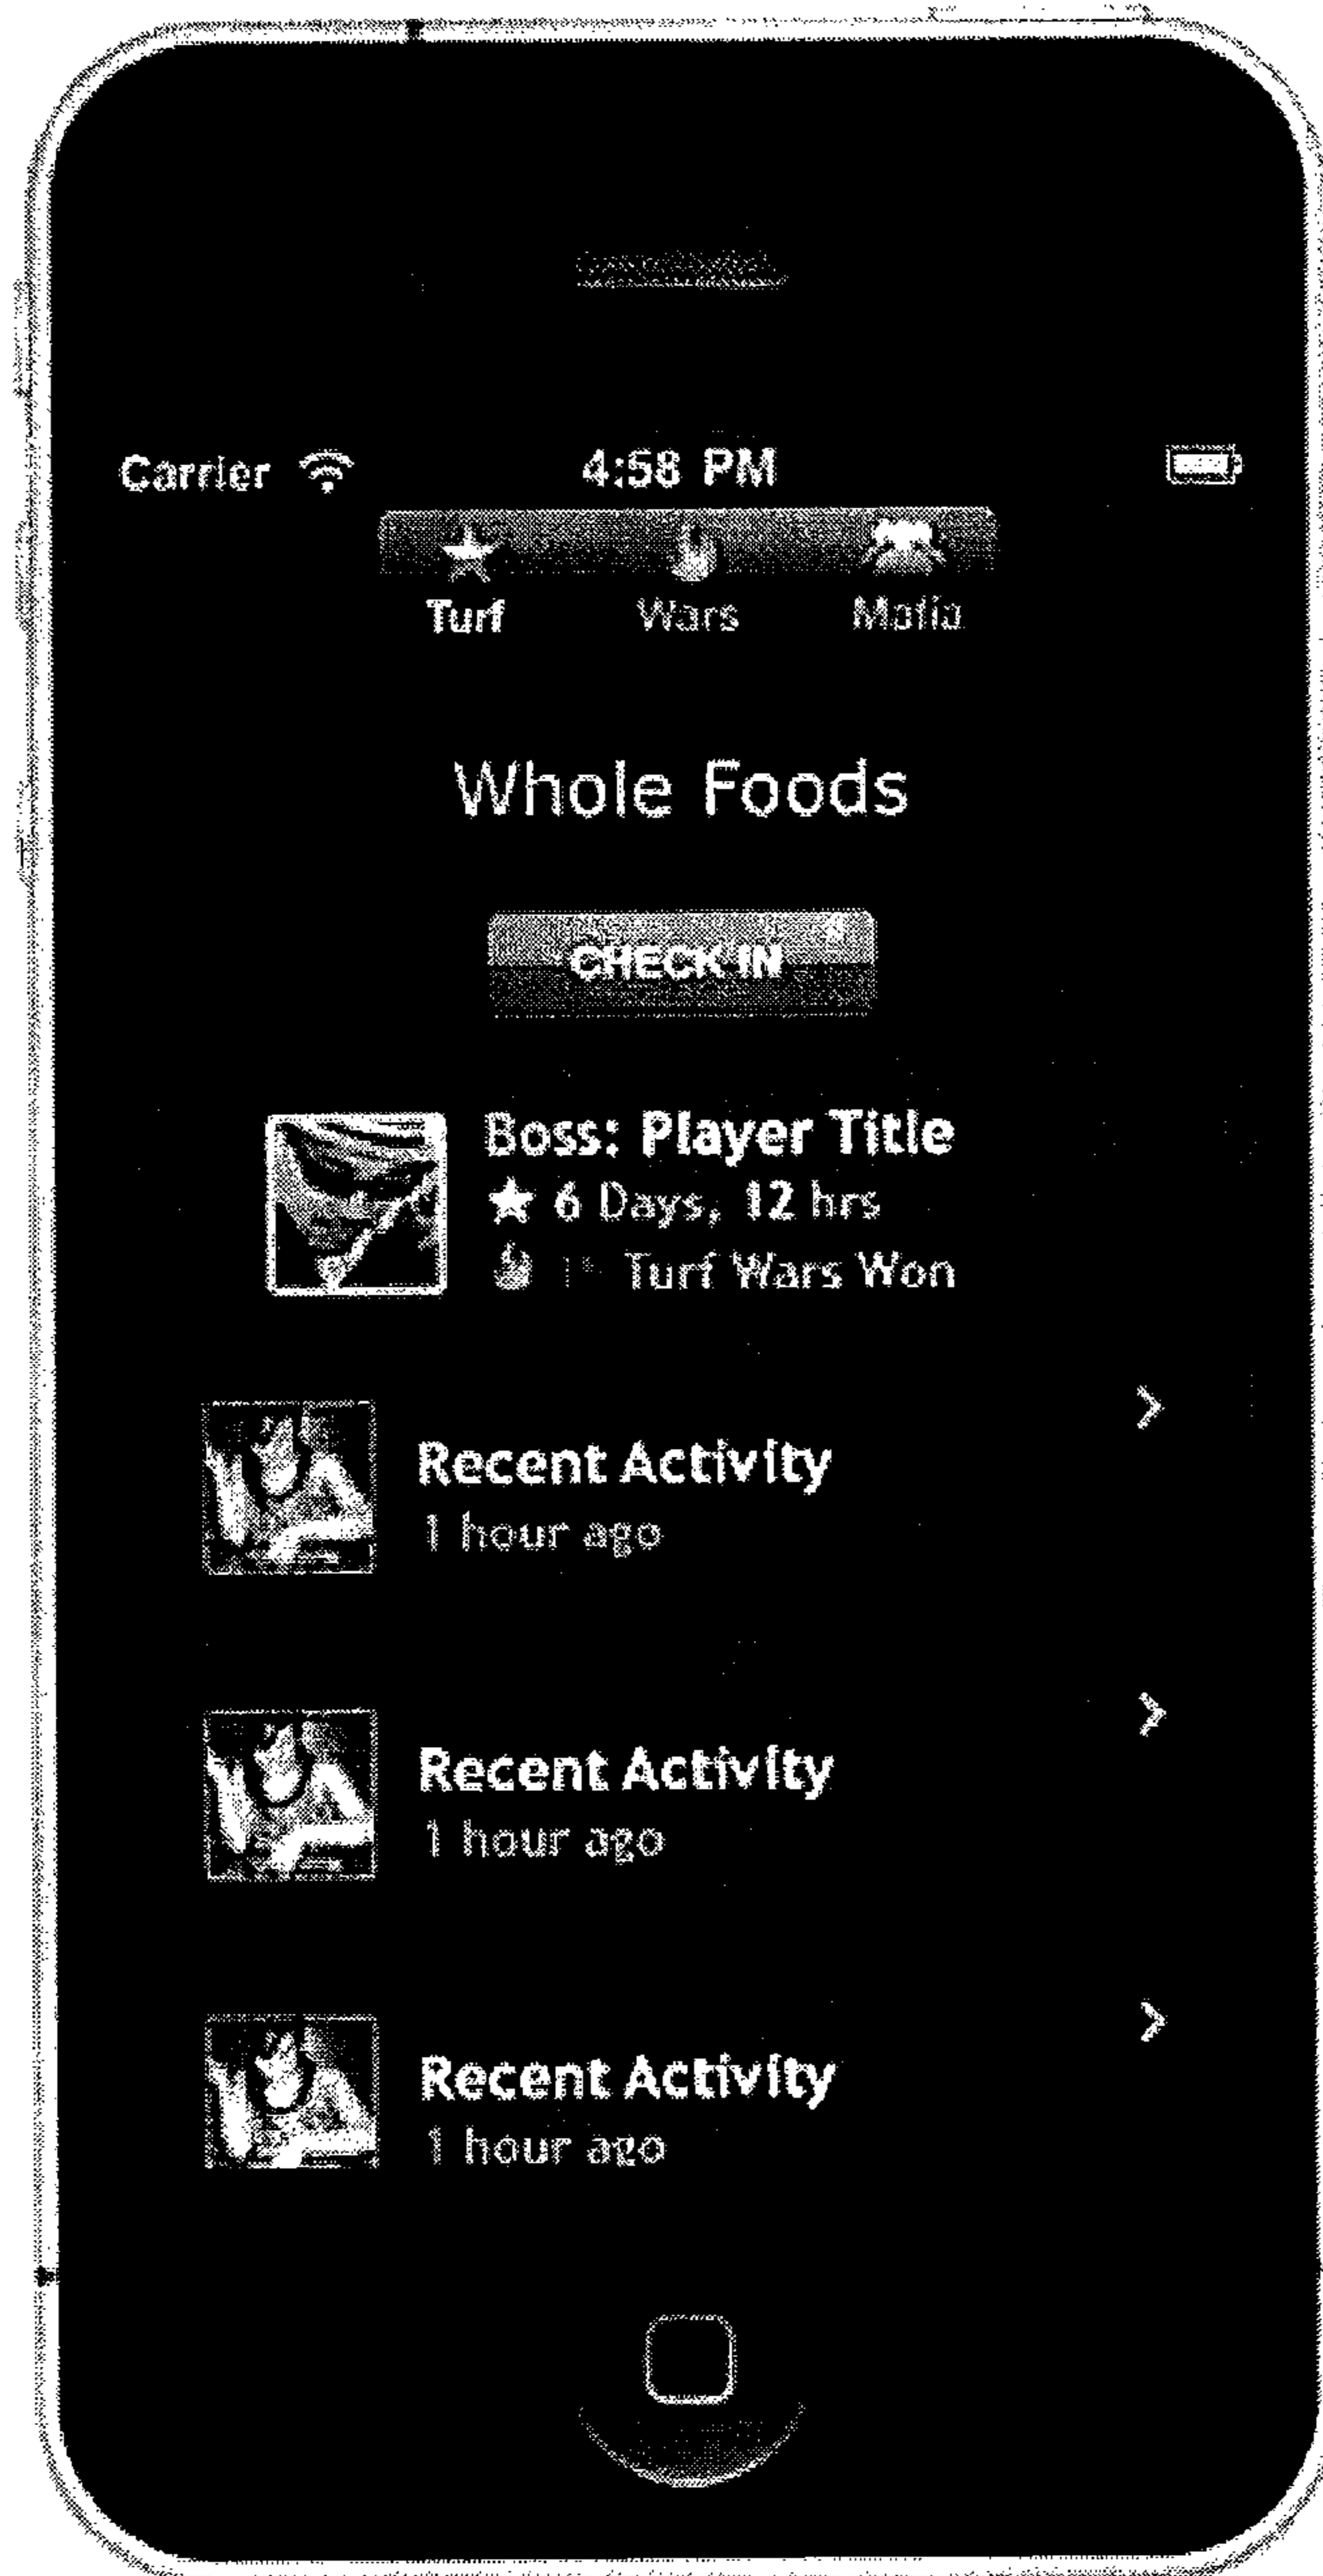 Carrier 4:58 PM
Turf Wars Mafia
Whole Foods
CHECK-IN
Boss: Player Title
6 Days, 12 hrs
Turf Wars Won
Recent Activity
1 hour ago
Recent Activity
1 hour ago
Recent Activity
1 hour ago